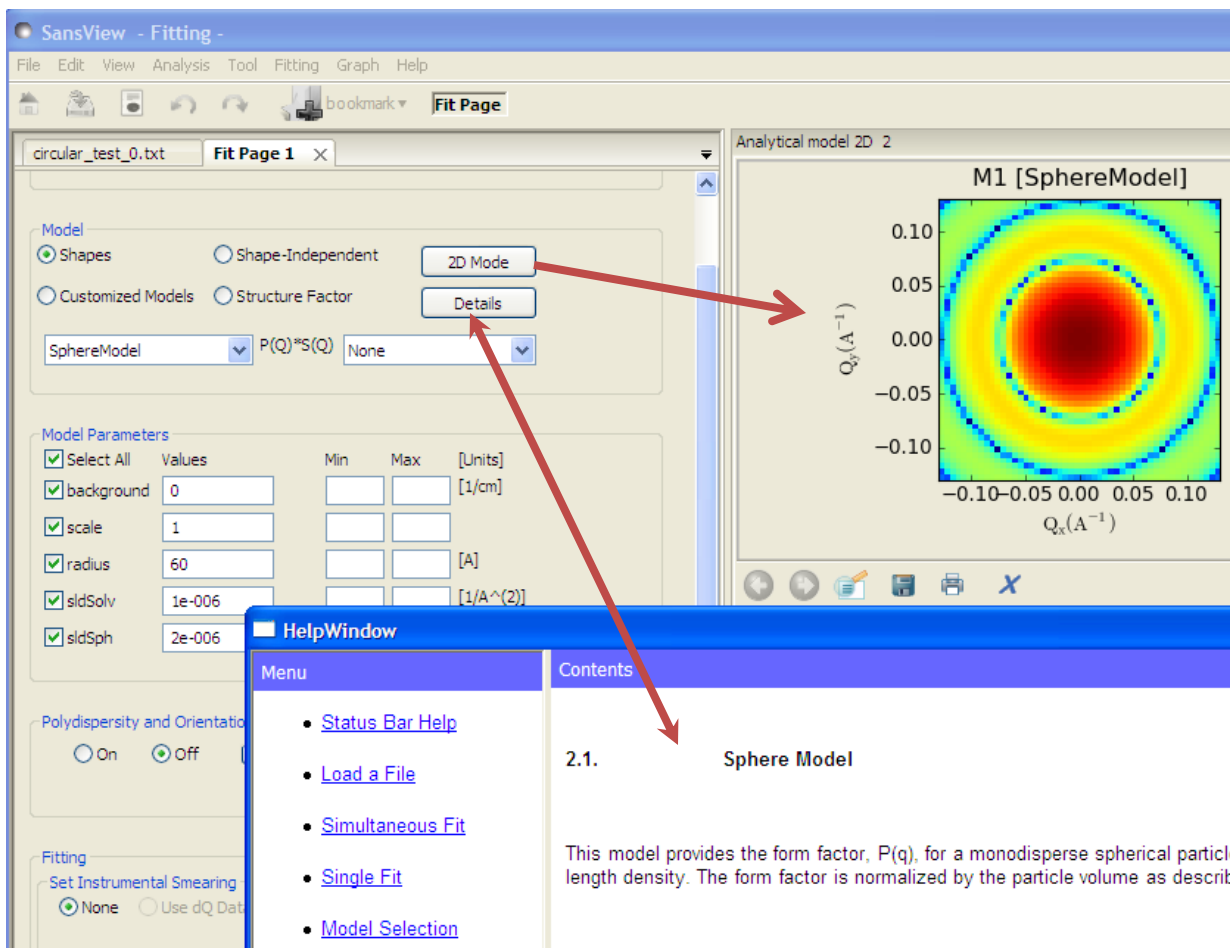 SansView - Fitting -
File Edit View Analysis Tool Fitting Graph Help
bookmark Fit Page
circular_test_0.txt Fit Page 1
Analytical model 2D 2
M1 [SphereModel]
Model
Shapes Shape-Independent 2D Mode
Customized Models Structure Factor Details
SphereModel P(Q)*S(Q) None
0.10
0.05
0.00
−0.05
−0.10
Q_y(A^{-1})
−0.10 −0.05 0.00 0.05 0.10
Q_x(A^{-1})
Model Parameters
Select All Values Min Max [Units]
background 0 [1/cm]
scale 1
radius 60 [A]
sldSolv 1e-006 [1/A^(2)]
sldSph 2e-006
Polydispersity and Orientatio
On Off
Fitting
Set Instrumental Smearing
None Use dQ Dat
HelpWindow
Menu
Status Bar Help
Load a File
Simultaneous Fit
Single Fit
Model Selection
Contents
2.1. Sphere Model
This model provides the form factor, P(q), for a monodisperse spherical particl
length density. The form factor is normalized by the particle volume as describ